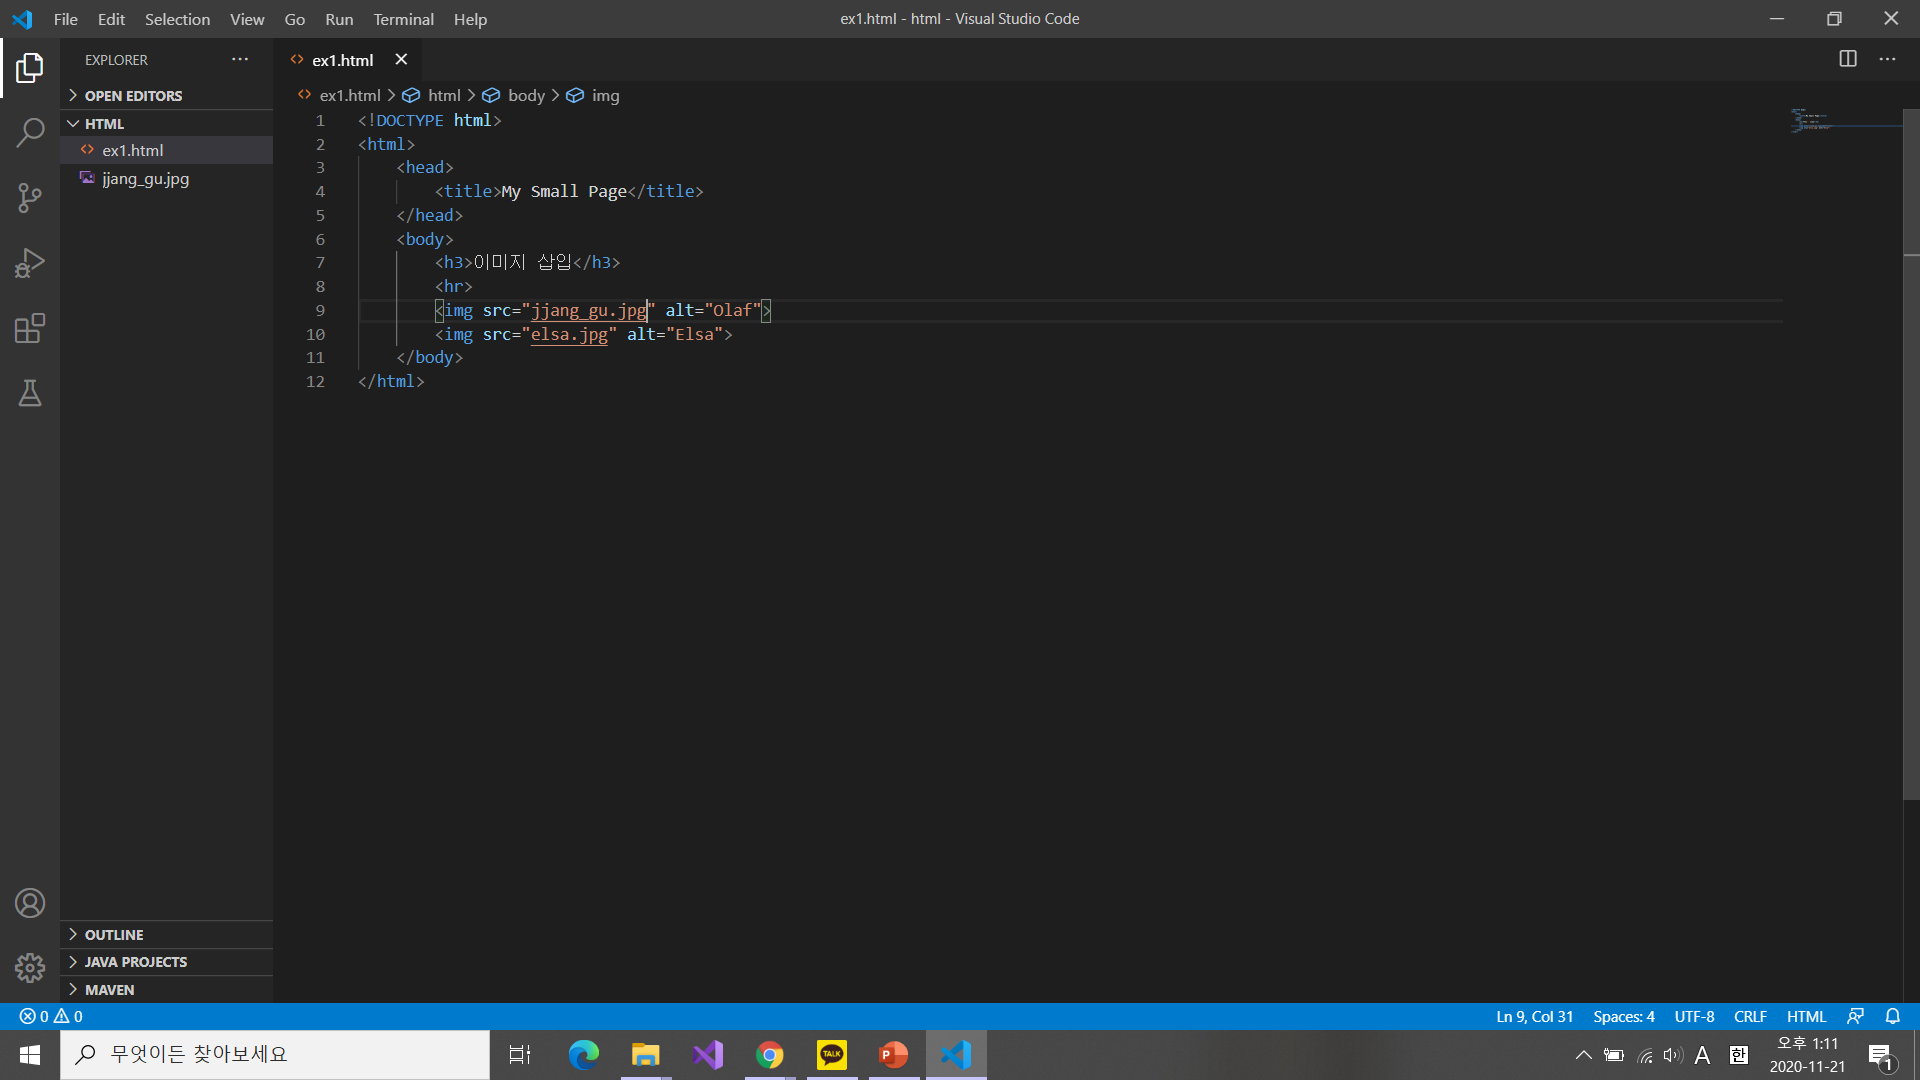 File Edit Selection View Go Run Terminal Help
ex1.html - html - Visual Studio Code
EXPLORER
OPEN EDITORS
HTML
ex1.html
jjang_gu.jpg
OUTLINE
JAVA PROJECTS
MAVEN
ex1.html
ex1.html > html > body > img
1 <!DOCTYPE html>
2 <html>
3 <head>
4 <title>My Small Page</title>
5 </head>
6 <body>
7 <h3>이미지 삽입</h3>
8 <hr>
9 <img src="jjang_gu.jpg" alt="Olaf">
10 <img src="elsa.jpg" alt="Elsa">
11 </body>
12 </html>
0 0
Ln 9, Col 31 Spaces: 4 UTF-8 CRLF HTML
무엇이든 찾아보세요
TALK
P
A 한
오후 1:11
2020-11-21
1